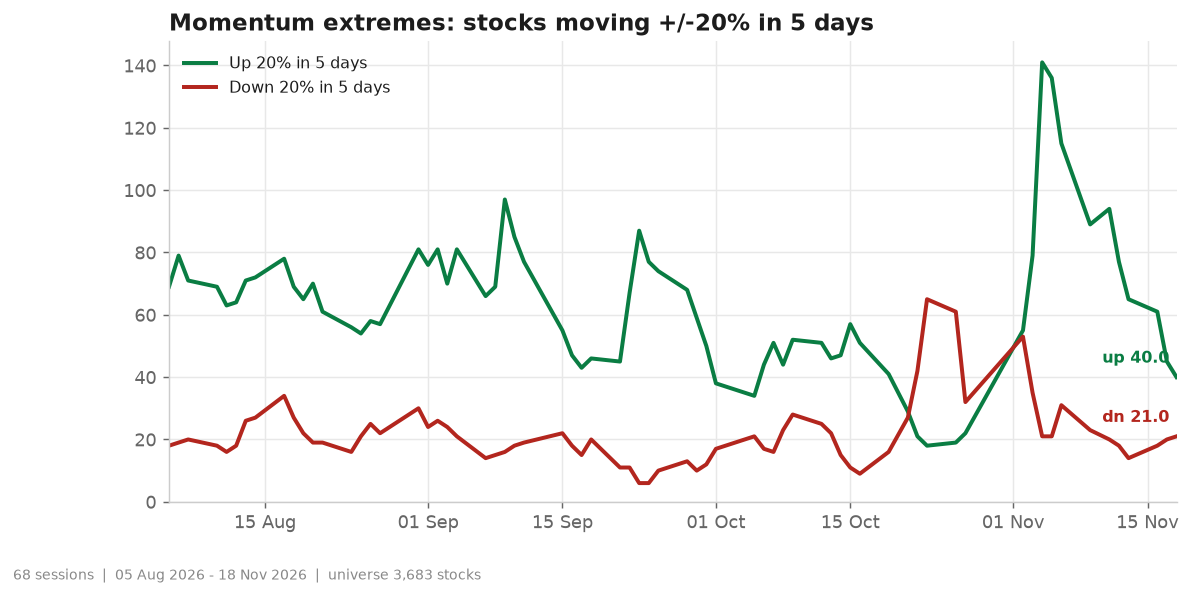 Momentum extremes: stocks moving +/-20% in 5 days
Up 20% in 5 days
Down 20% in 5 days
140
120
100
80
60
40
20
0
up 40.0
dn 21.0
15 Aug
01 Sep
15 Sep
01 Oct
15 Oct
01 Nov
15 Nov
68 sessions | 05 Aug 2026 - 18 Nov 2026 | universe 3,683 stocks